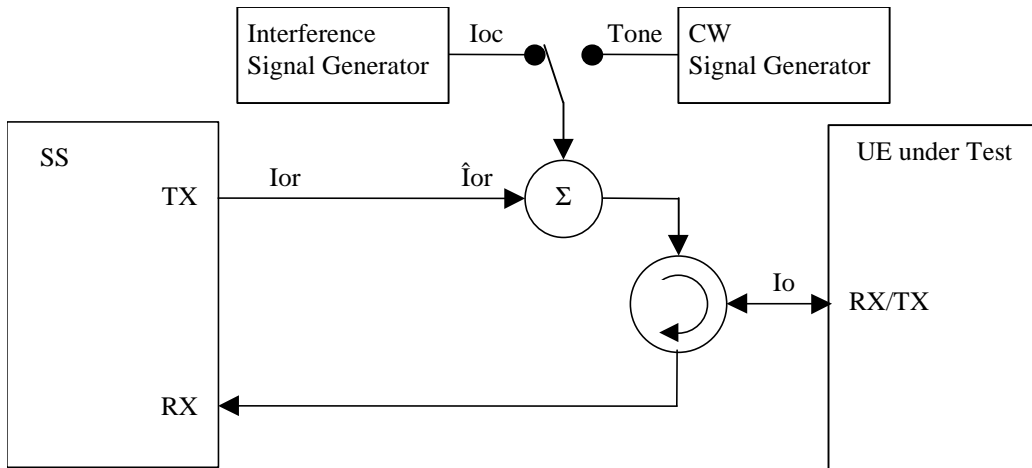 Interference
Signal Generator
Ioc
Tone
CW
Signal Generator
SS
UE under Test
TX
Ior
Îor
Σ
Io
RX/TX
RX